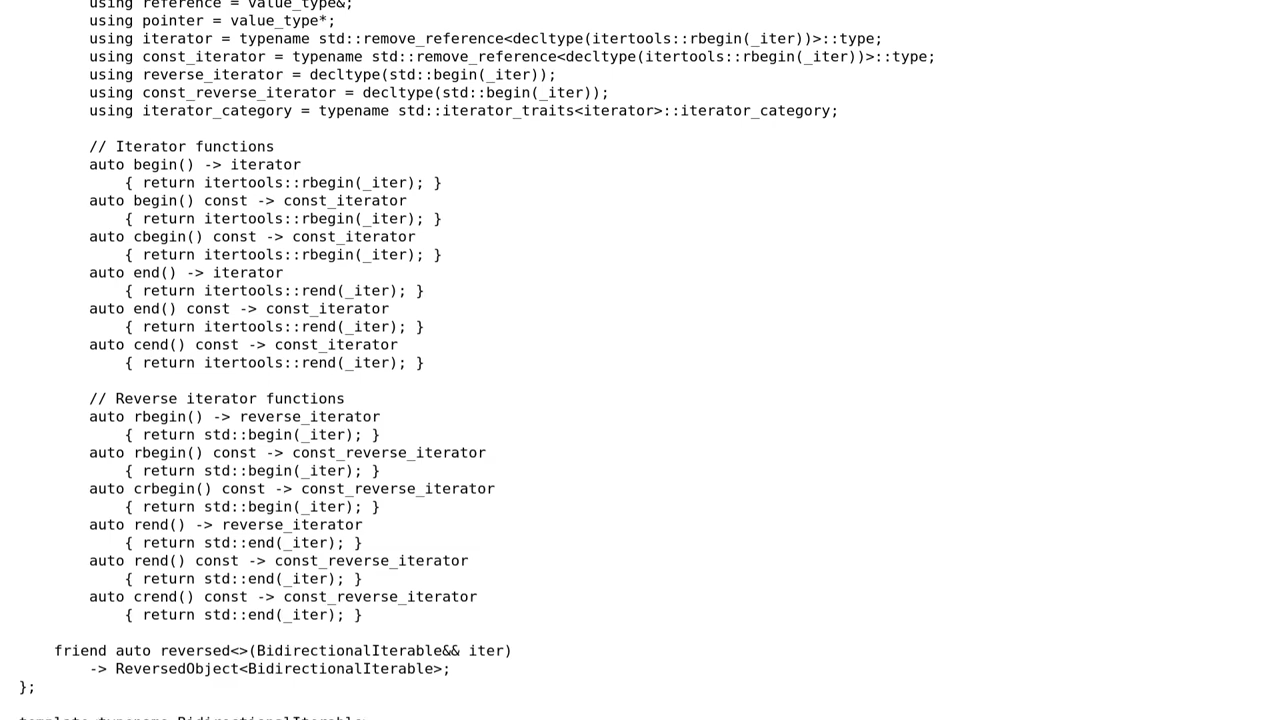 using reference = value_type&;
using pointer = value_type*;
using iterator = typename std::remove_reference<decltype(itertools::rbegin(_iter))>::type;
using const_iterator = typename std::remove_reference<decltype(itertools::rbegin(_iter))>::type;
using reverse_iterator = decltype(std::begin(_iter));
using const_reverse_iterator = decltype(std::begin(_iter));
using iterator_category = typename std::iterator_traits<iterator>::iterator_category;
// Iterator functions
auto begin() -> iterator
{ return itertools::rbegin(_iter); }
auto begin() const -> const_iterator
{ return itertools::rbegin(_iter); }
auto cbegin() const -> const_iterator
{ return itertools::rbegin(_iter); }
auto end() -> iterator
{ return itertools::rend(_iter); }
auto end() const -> const_iterator
{ return itertools::rend(_iter); }
auto cend() const -> const_iterator
{ return itertools::rend(_iter); }
// Reverse iterator functions
auto rbegin() -> reverse_iterator
{ return std::begin(_iter); }
auto rbegin() const -> const_reverse_iterator
{ return std::begin(_iter); }
auto crbegin() const -> const_reverse_iterator
{ return std::begin(_iter); }
auto rend() -> reverse_iterator
{ return std::end(_iter); }
auto rend() const -> const_reverse_iterator
{ return std::end(_iter); }
auto crend() const -> const_reverse_iterator
{ return std::end(_iter); }
friend auto reversed<>(BidirectionalIterable&& iter)
-> ReversedObject<BidirectionalIterable>;
};
template<typename BidirectionalIterable>